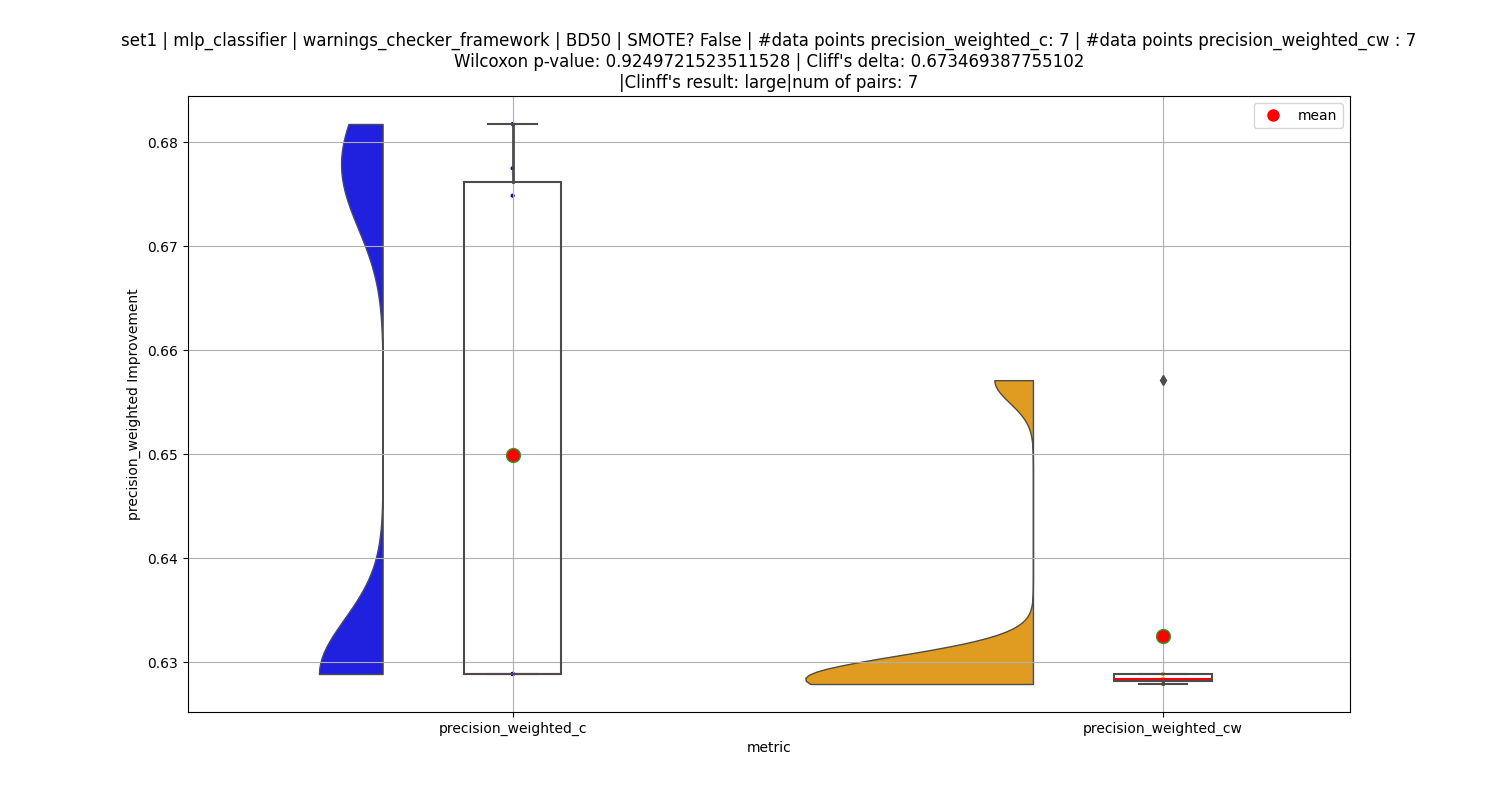 set1 | mlp_classifier | warnings_checker_framework | BD50 | SMOTE? False | #data points precision_weighted_c: 7 | #data points precision_weighted_cw : 7
Wilcoxon p-value: 0.9249721523511528 | Cliff's delta: 0.673469387755102
|Clinff's result: large|num of pairs: 7
mean
0.68
0.67
0.66
0.65
0.64
0.63
precision_weighted Improvement
precision_weighted_c
precision_weighted_cw
metric